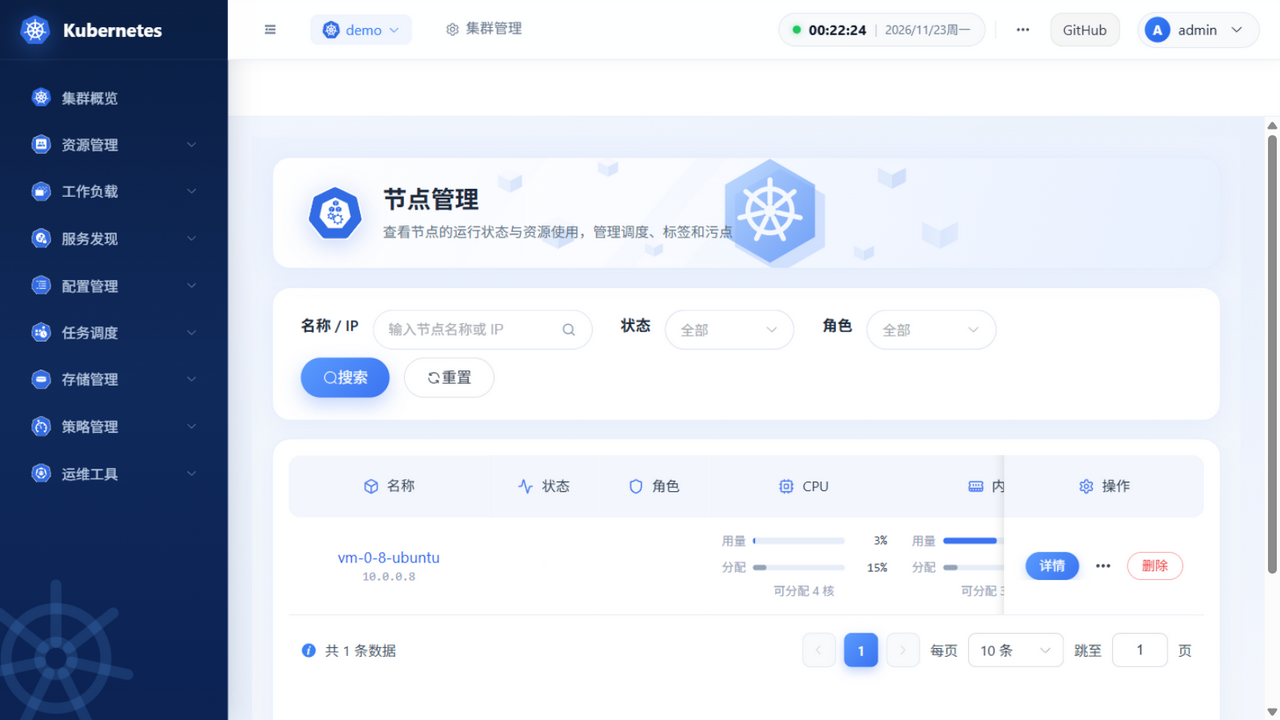 Kubernetes
demo
集群管理
00:22:24
2026/11/23周一
GitHub
A
admin
集群概览
资源管理
工作负载
服务发现
配置管理
任务调度
存储管理
策略管理
运维工具
节点管理
查看节点的运行状态与资源使用，管理调度、标签和污点
名称 / IP
输入节点名称或 IP
状态
全部
角色
全部
搜索
重置
名称
状态
角色
CPU
内
操作
vm-0-8-ubuntu
10.0.0.8
用量
3%
分配
15%
可分配 4 核
用量
分配
可分配 3
详情
删除
共 1 条数据
1
每页
10 条
跳至
1
页